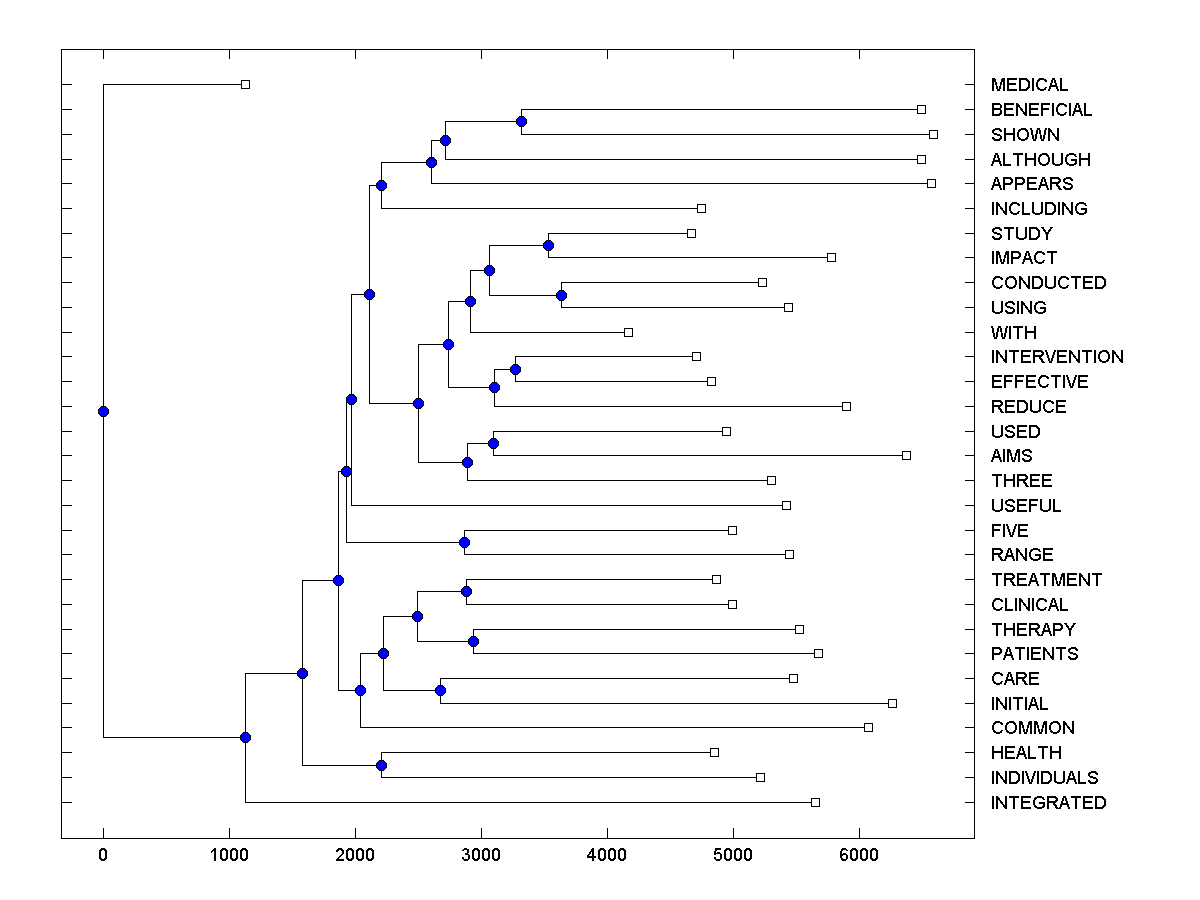 MEDICAL
BENEFICIAL
SHOWN
ALTHOUGH
APPEARS
INCLUDING
STUDY
IMPACT
CONDUCTED
USING
WITH
INTERVENTION
EFFECTIVE
REDUCE
USED
AIMS
THREE
USEFUL
FIVE
RANGE
TREATMENT
CLINICAL
THERAPY
PATIENTS
CARE
INITIAL
COMMON
HEALTH
INDIVIDUALS
INTEGRATED
0 1000 2000 3000 4000 5000 6000